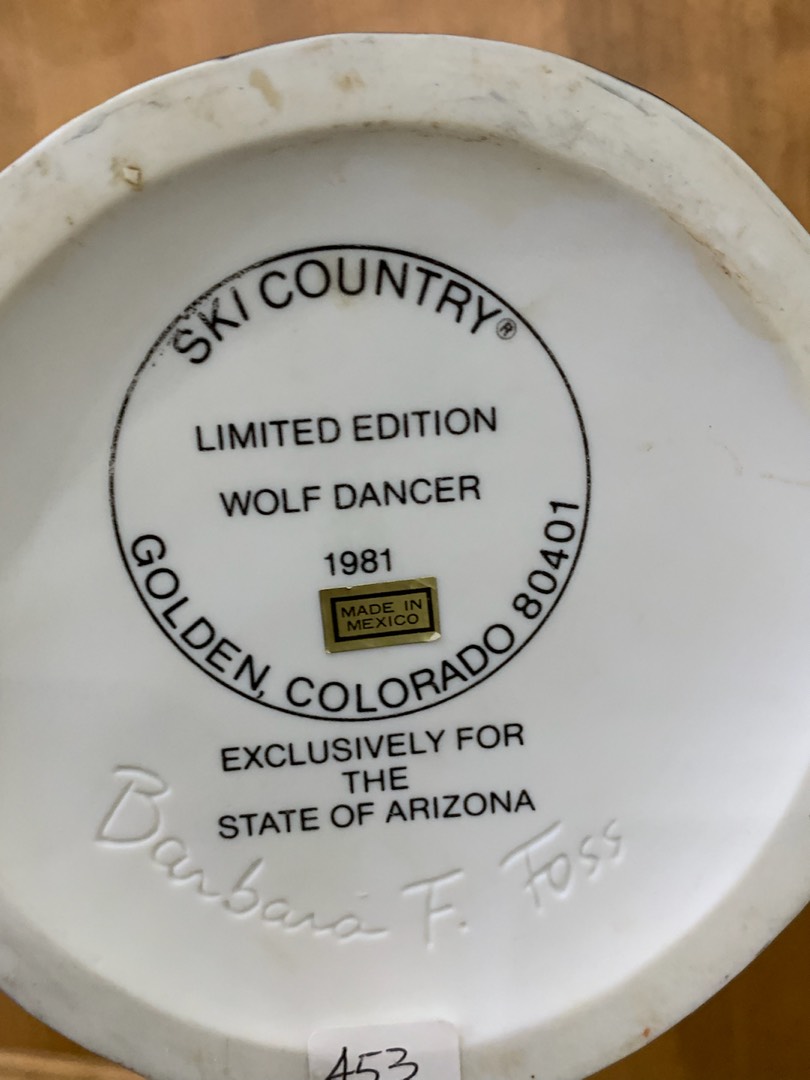 SKI COUNTRY®
LIMITED EDITION
WOLF DANCER
1981
MADE IN
MEXICO
GOLDEN, COLORADO 80401
EXCLUSIVELY FOR
THE
STATE OF ARIZONA
Barbara F. Foss
453